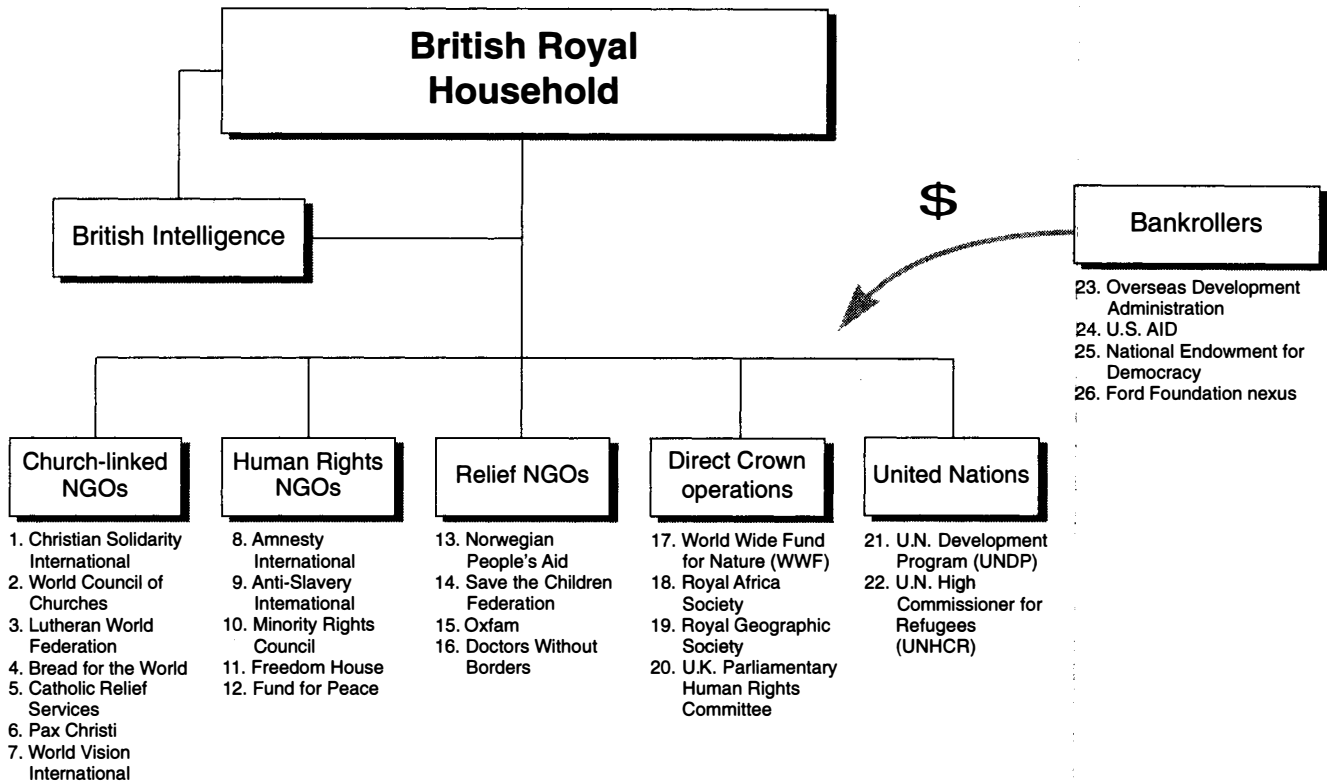 British Royal
Household
British Intelligence
$
Bankrollers
23. Overseas Development
Administration
24. U.S. AID
25. National Endowment for
Democracy
26. Ford Foundation nexus
Church-linked
NGOs
1. Christian Solidarity
International
2. World Council of
Churches
3. Lutheran World
Federation
4. Bread for the World
5. Catholic Relief
Services
6. Pax Christi
7. World Vision
International
Human Rights
NGOs
8. Amnesty
International
9. Anti-Slavery
International
10. Minority Rights
Council
11. Freedom House
12. Fund for Peace
Relief NGOs
13. Norwegian
People's Aid
14. Save the Children
Federation
15. Oxfam
16. Doctors Without
Borders
Direct Crown
operations
17. World Wide Fund
for Nature (WWF)
18. Royal Africa
Society
19. Royal Geographic
Society
20. U.K. Parliamentary
Human Rights
Committee
United Nations
21. U.N. Development
Program (UNDP)
22. U.N. High
Commissioner for
Refugees
(UNHCR)